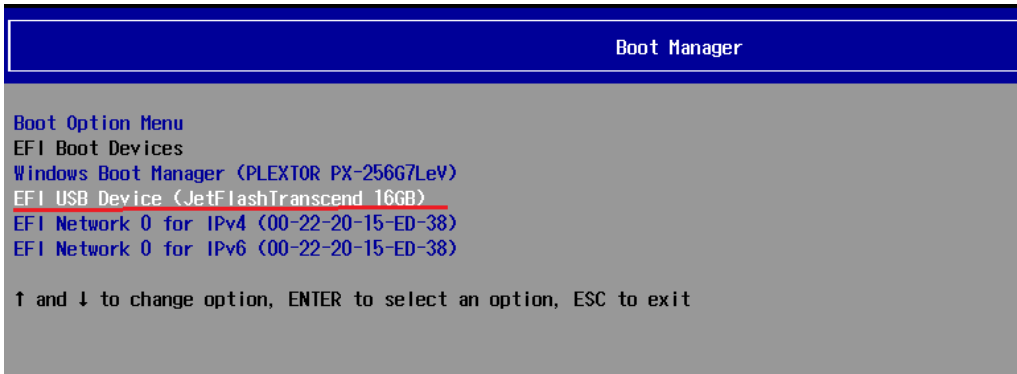 Boot Manager
Boot Option Menu
EFI Boot Devices
Windows Boot Manager (PLEXTOR PX-256G7LeV)
EFI USB Device (JetFlashTranscend 16GB)
EFI Network 0 for IPv4 (00-22-20-15-ED-38)
EFI Network 0 for IPv6 (00-22-20-15-ED-38)
↑ and ↓ to change option, ENTER to select an option, ESC to exit